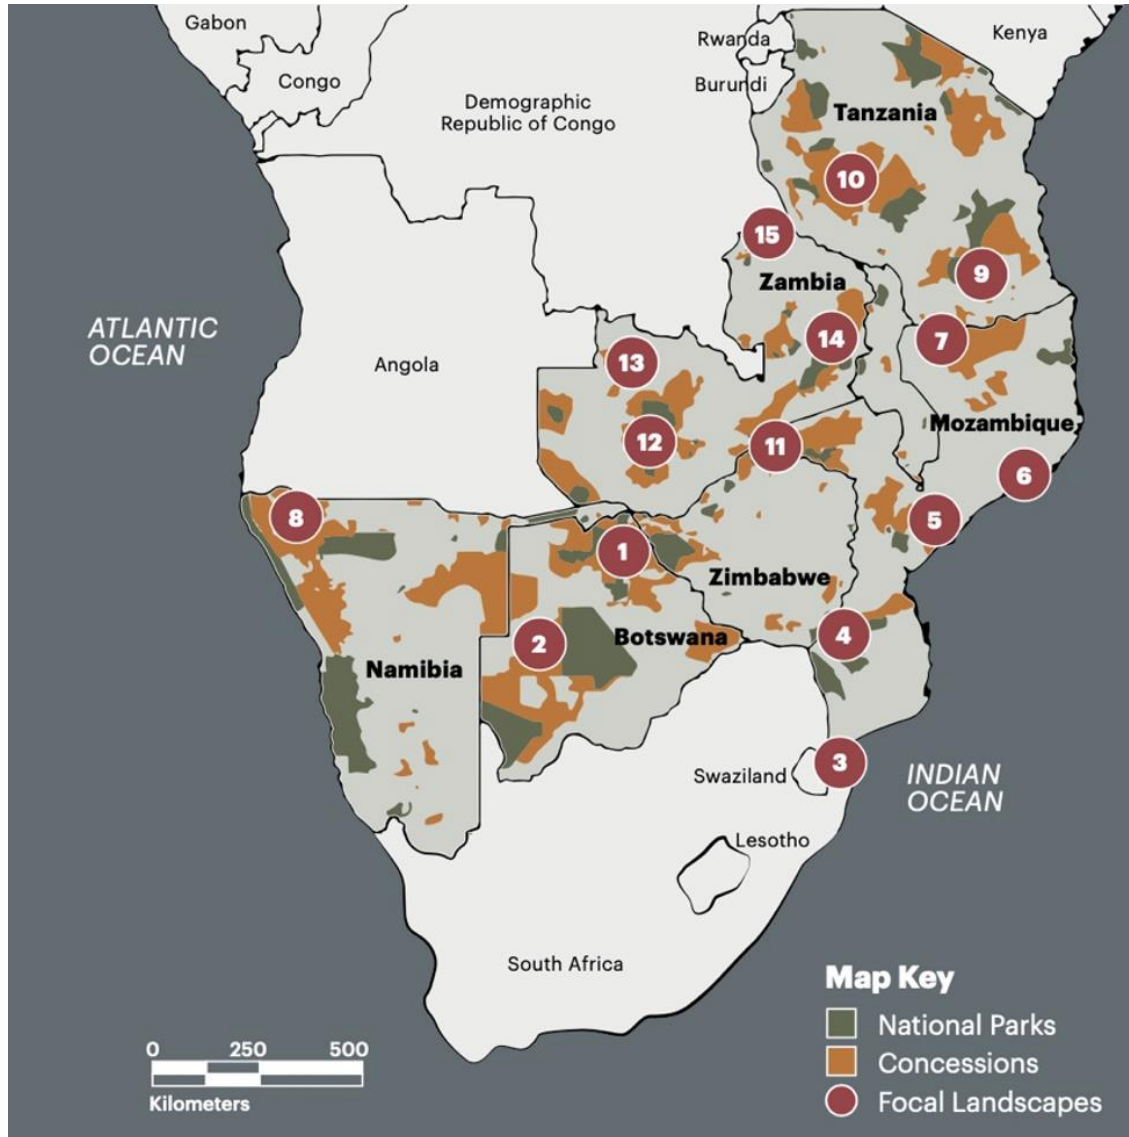 Gabon
Congo
Demographic
Republic of Congo
Rwanda
Burundi
Kenya
Tanzania
10
15
Zambia
9
ATLANTIC
OCEAN
Angola
13
14
7
12
11
Mozambique
6
8
5
1
Zimbabwe
2
Botswana
4
Namibia
Swaziland
3
INDIAN
OCEAN
Lesotho
South Africa
Map Key
National Parks
Concessions
Focal Landscapes
0 250 500
Kilometers